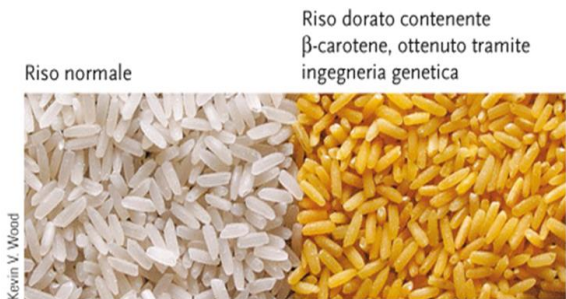 Riso normale
Riso dorato contenente
β-carotene, ottenuto tramite
ingegneria genetica
Kevin V. Wood